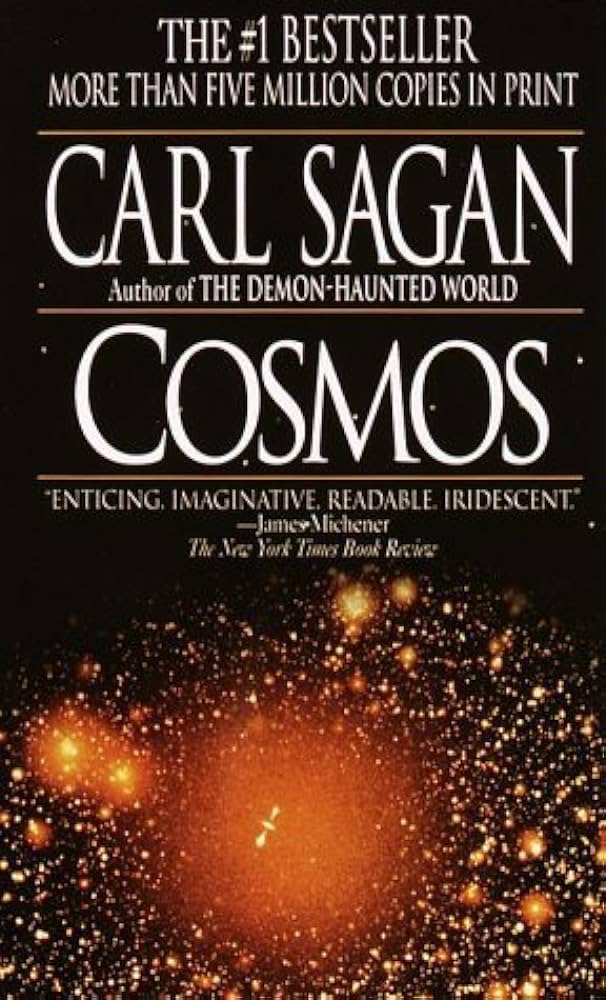 THE #1 BESTSELLER
MORE THAN FIVE MILLION COPIES IN PRINT
CARL SAGAN
Author of THE DEMON-HAUNTED WORLD
COSMOS
"ENTICING. IMAGINATIVE. READABLE. IRIDESCENT."
—James Michener
The New York Times Book Review